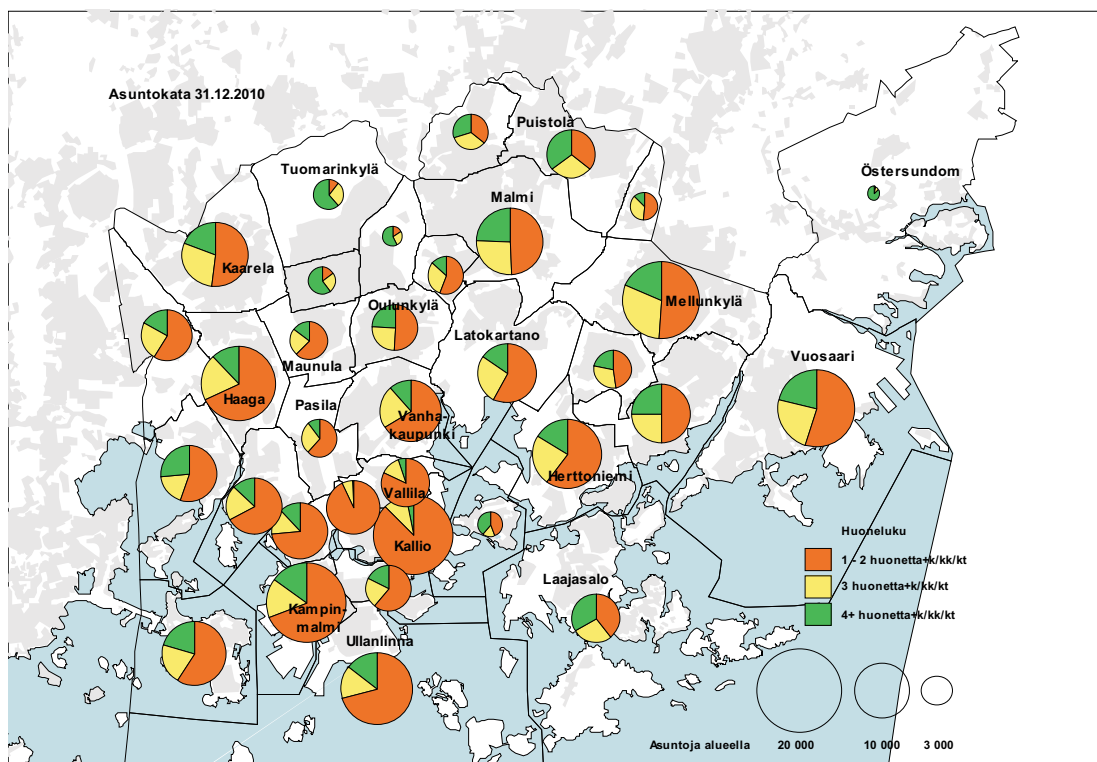 Asuntokata 31.12.2010
Puistola
Tuomarinkylä
Östersundom
Malmi
Kaarela
Mellunkylä
Oulunkylä
Latokartano
Maunula
Vuosaari
Haaga
Pasila
Vanha-
kaupunki
Herttoniemi
Vallila
Kallio
Huoneluku
1 - 2 huonetta+k/kk/kt
3 huonetta+k/kk/kt
4+ huonetta+k/kk/kt
Laajasalo
Kampin-
malmi
Ullanlinna
Asuntoja alueella 20 000 10 000 3 000